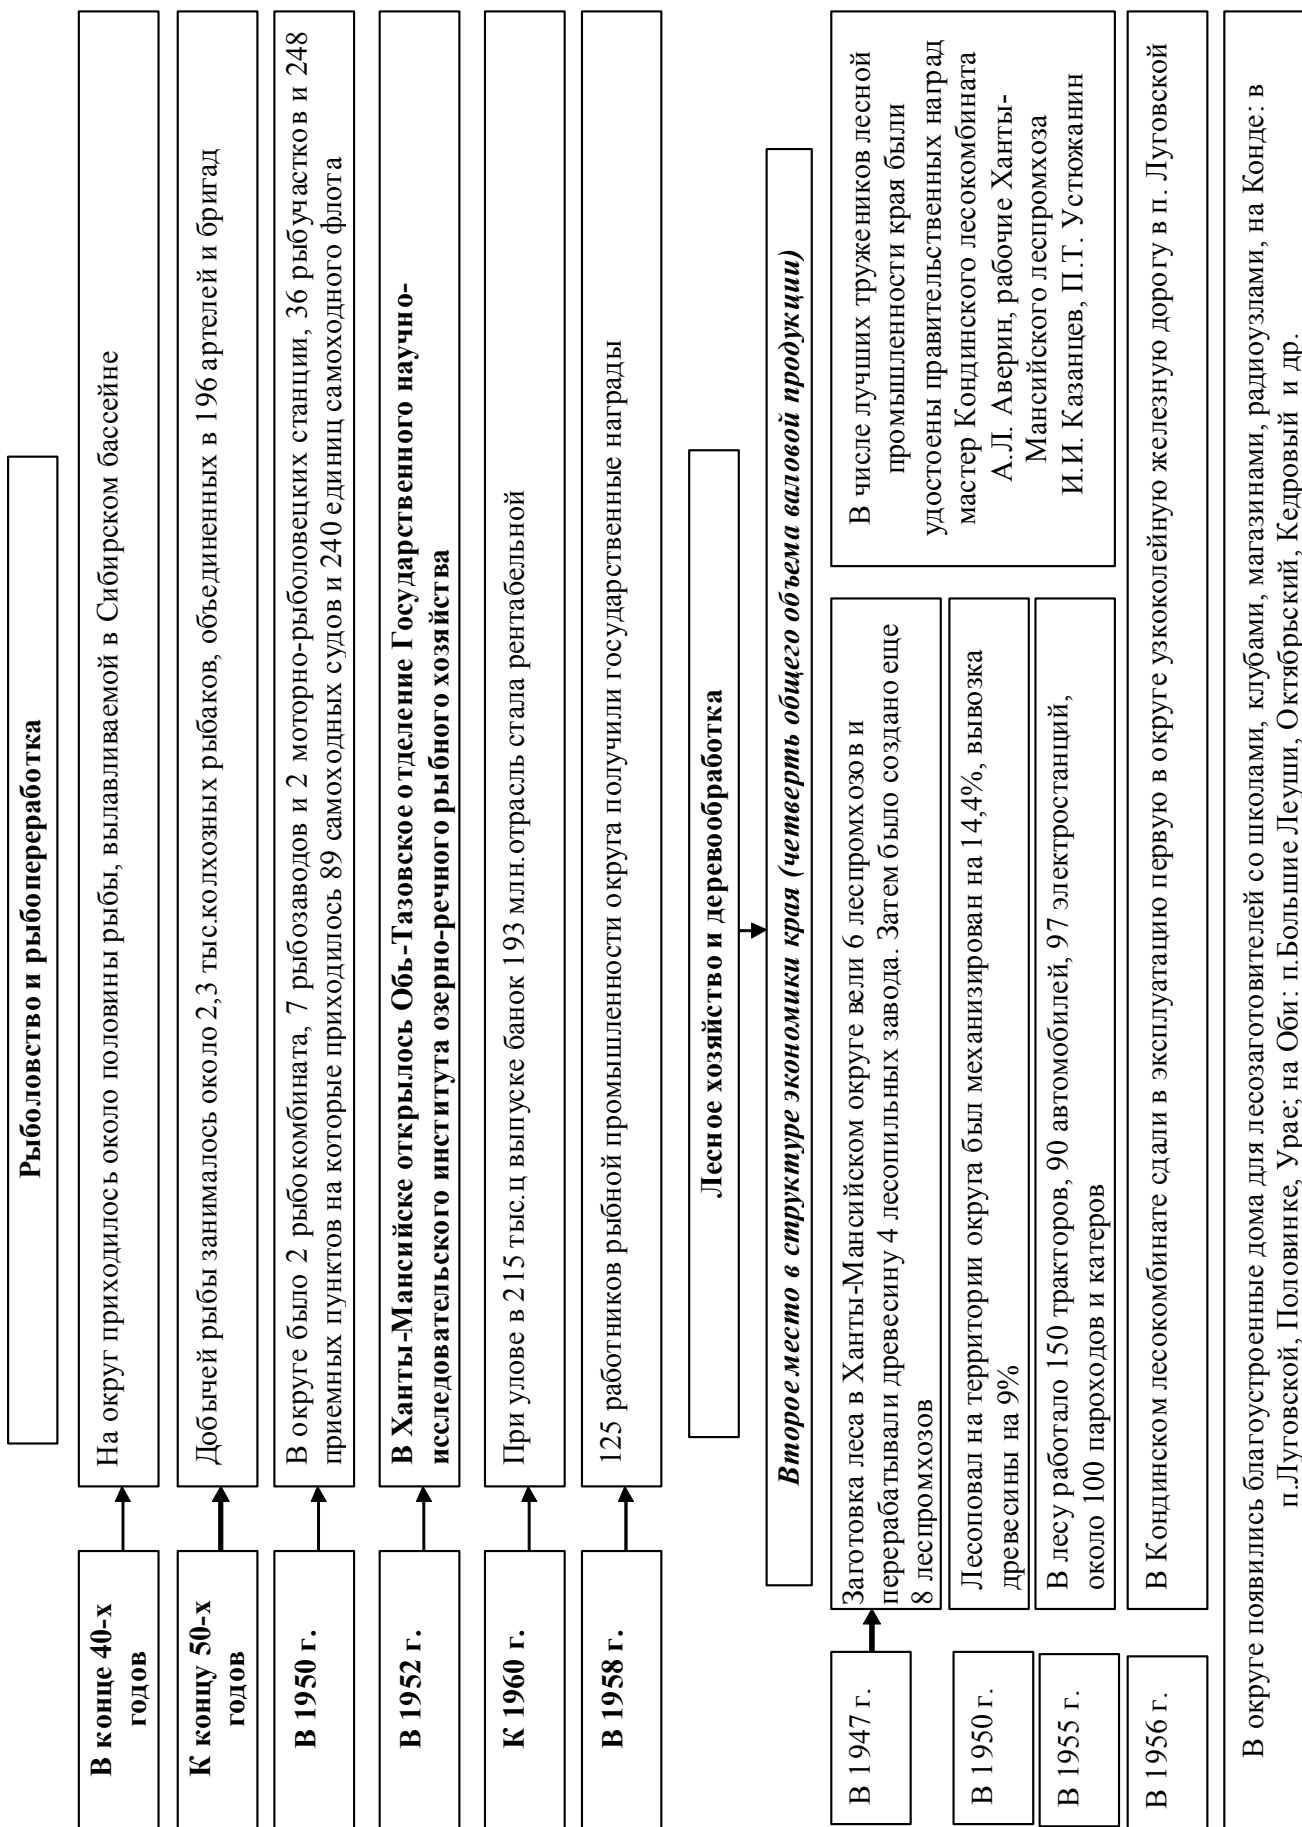 Рыболовство и рыбопереработка
В конце 40-х
годов
На округ приходилось около половины рыбы, вылавливаемой в Сибирском бассейне
К концу 50-х
годов
Добычей рыбы занималось около 2,3 тыс.колхозных рыбаков, объединенных в 196 артелей и бригад
В 1950 г.
В округе было 2 рыбокомбината, 7 рыбозаводов и 2 моторно-рыболовецких станции, 36 рыбучастков и 248
приемных пунктов на которые приходилось 89 самоходных судов и 240 единиц самоходного флота
В 1952 г.
В Ханты-Мансийске открылось Обь-Тазовское отделение Государственного научно-
исследовательского института озерно-речного рыбного хозяйства
К 1960 г.
При улове в 215 тыс.ц выпуске банок 193 млн.отрасль стала рентабельной
В 1958 г.
125 работников рыбной промышленности округа получили государственные награды
Лесное хозяйство и деревообработка
Второе место в структуре экономики края (четверть общего объема валовой продукции)
В 1947 г.
Заготовка леса в Ханты-Мансийском округе вели 6 леспромхозов и
перерабатывали древесину 4 лесопильных завода. Затем было создано еще
8 леспромхозов
В 1950 г.
Лесоповал на территории округа был механизирован на 14,4%, вывозка
древесины на 9%
В 1955 г.
В лесу работало 150 тракторов, 90 автомобилей, 97 электростанций,
около 100 пароходов и катеров
В числе лучших тружеников лесной
промышленности края были
удостоены правительственных наград
мастер Кондинского лесокомбината
А.Л. Аверин, рабочие Ханты-
Мансийского леспромхоза
И.И. Казанцев, П.Т. Устюжанин
В 1956 г.
В Кондинском лесокомбинате сдали в эксплуатацию первую в округе узкоколейную железную дорогу в п. Луговской
В округе появились благоустроенные дома для лесозаготовителей со школами, клубами, магазинами, радиоузлами, на Конде: в
п.Луговской, Половинке, Урае; на Оби: п.Большие Леуши, Октябрьский, Кедровый и др.